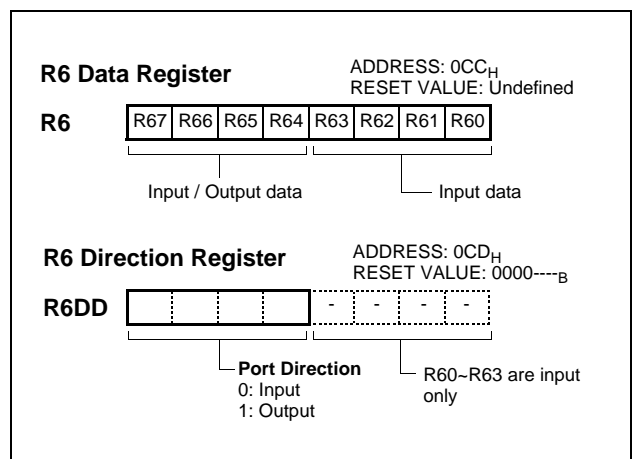 R6 Data Register
ADDRESS: 0CCH
RESET VALUE: Undefined
R6
R67 R66 R65 R64 R63 R62 R61 R60
Input / Output data
Input data
R6 Direction Register
ADDRESS: 0CDH
RESET VALUE: 0000----B
R6DD
- - - -
Port Direction
0: Input
1: Output
R60~R63 are input
only